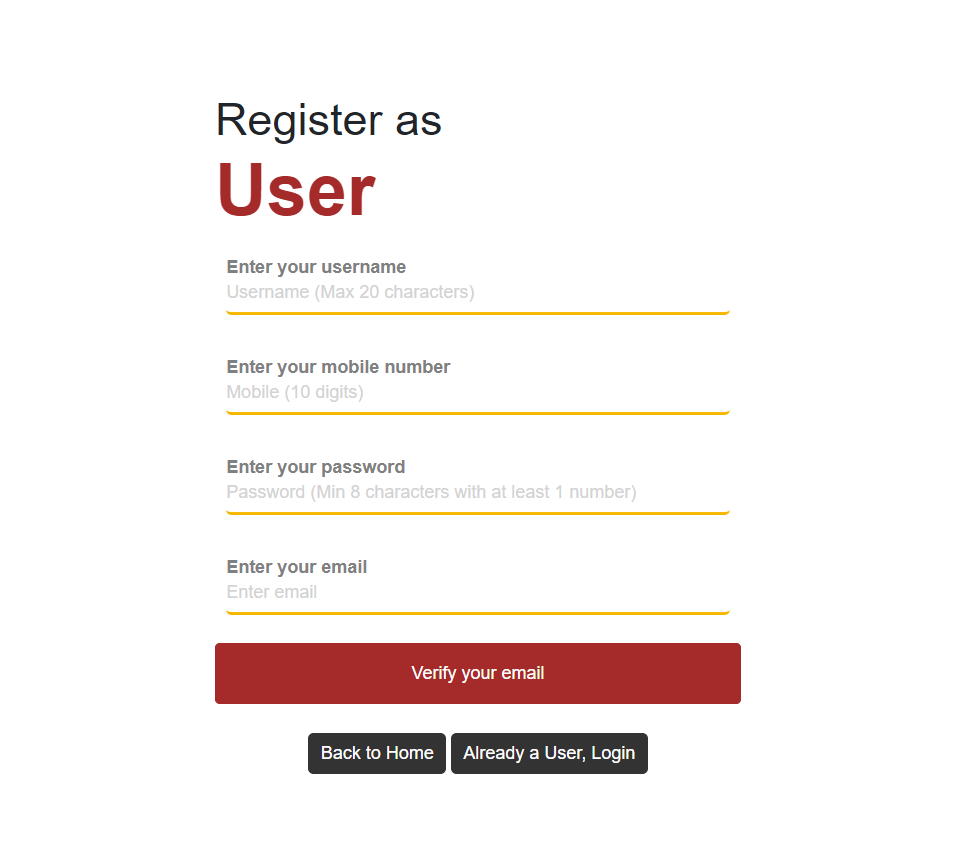 Register as
User
Enter your username
Username (Max 20 characters)
Enter your mobile number
Mobile (10 digits)
Enter your password
Password (Min 8 characters with at least 1 number)
Enter your email
Enter email
Verify your email
Back to Home Already a User, Login